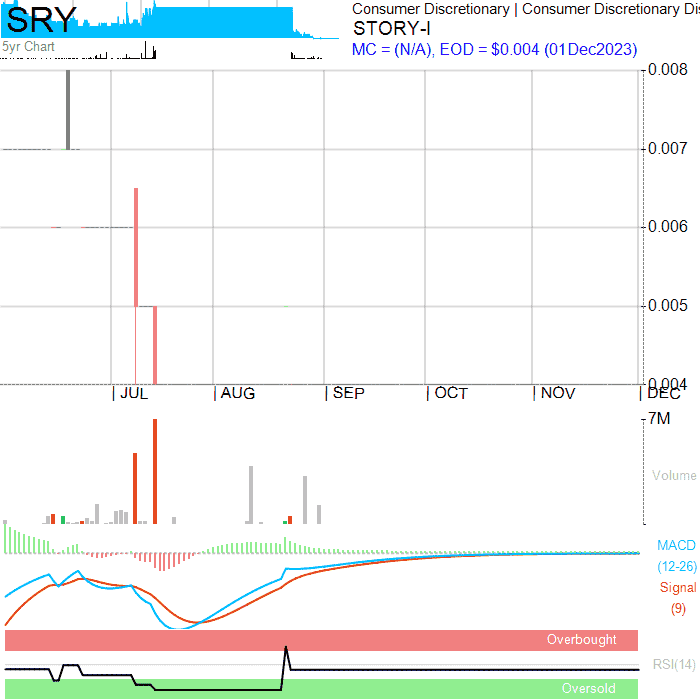 SRY
Consumer Discretionary | Consumer Discretionary Dis
STORY-I
5yr Chart
MC = (N/A), EOD = $0.004 (01Dec2023)
0.008
0.007
0.006
0.005
0.004
JUL AUG SEP OCT NOV DEC
7M
Volume
MACD
(12-26)
Signal
(9)
Overbought
RSI(14)
Oversold